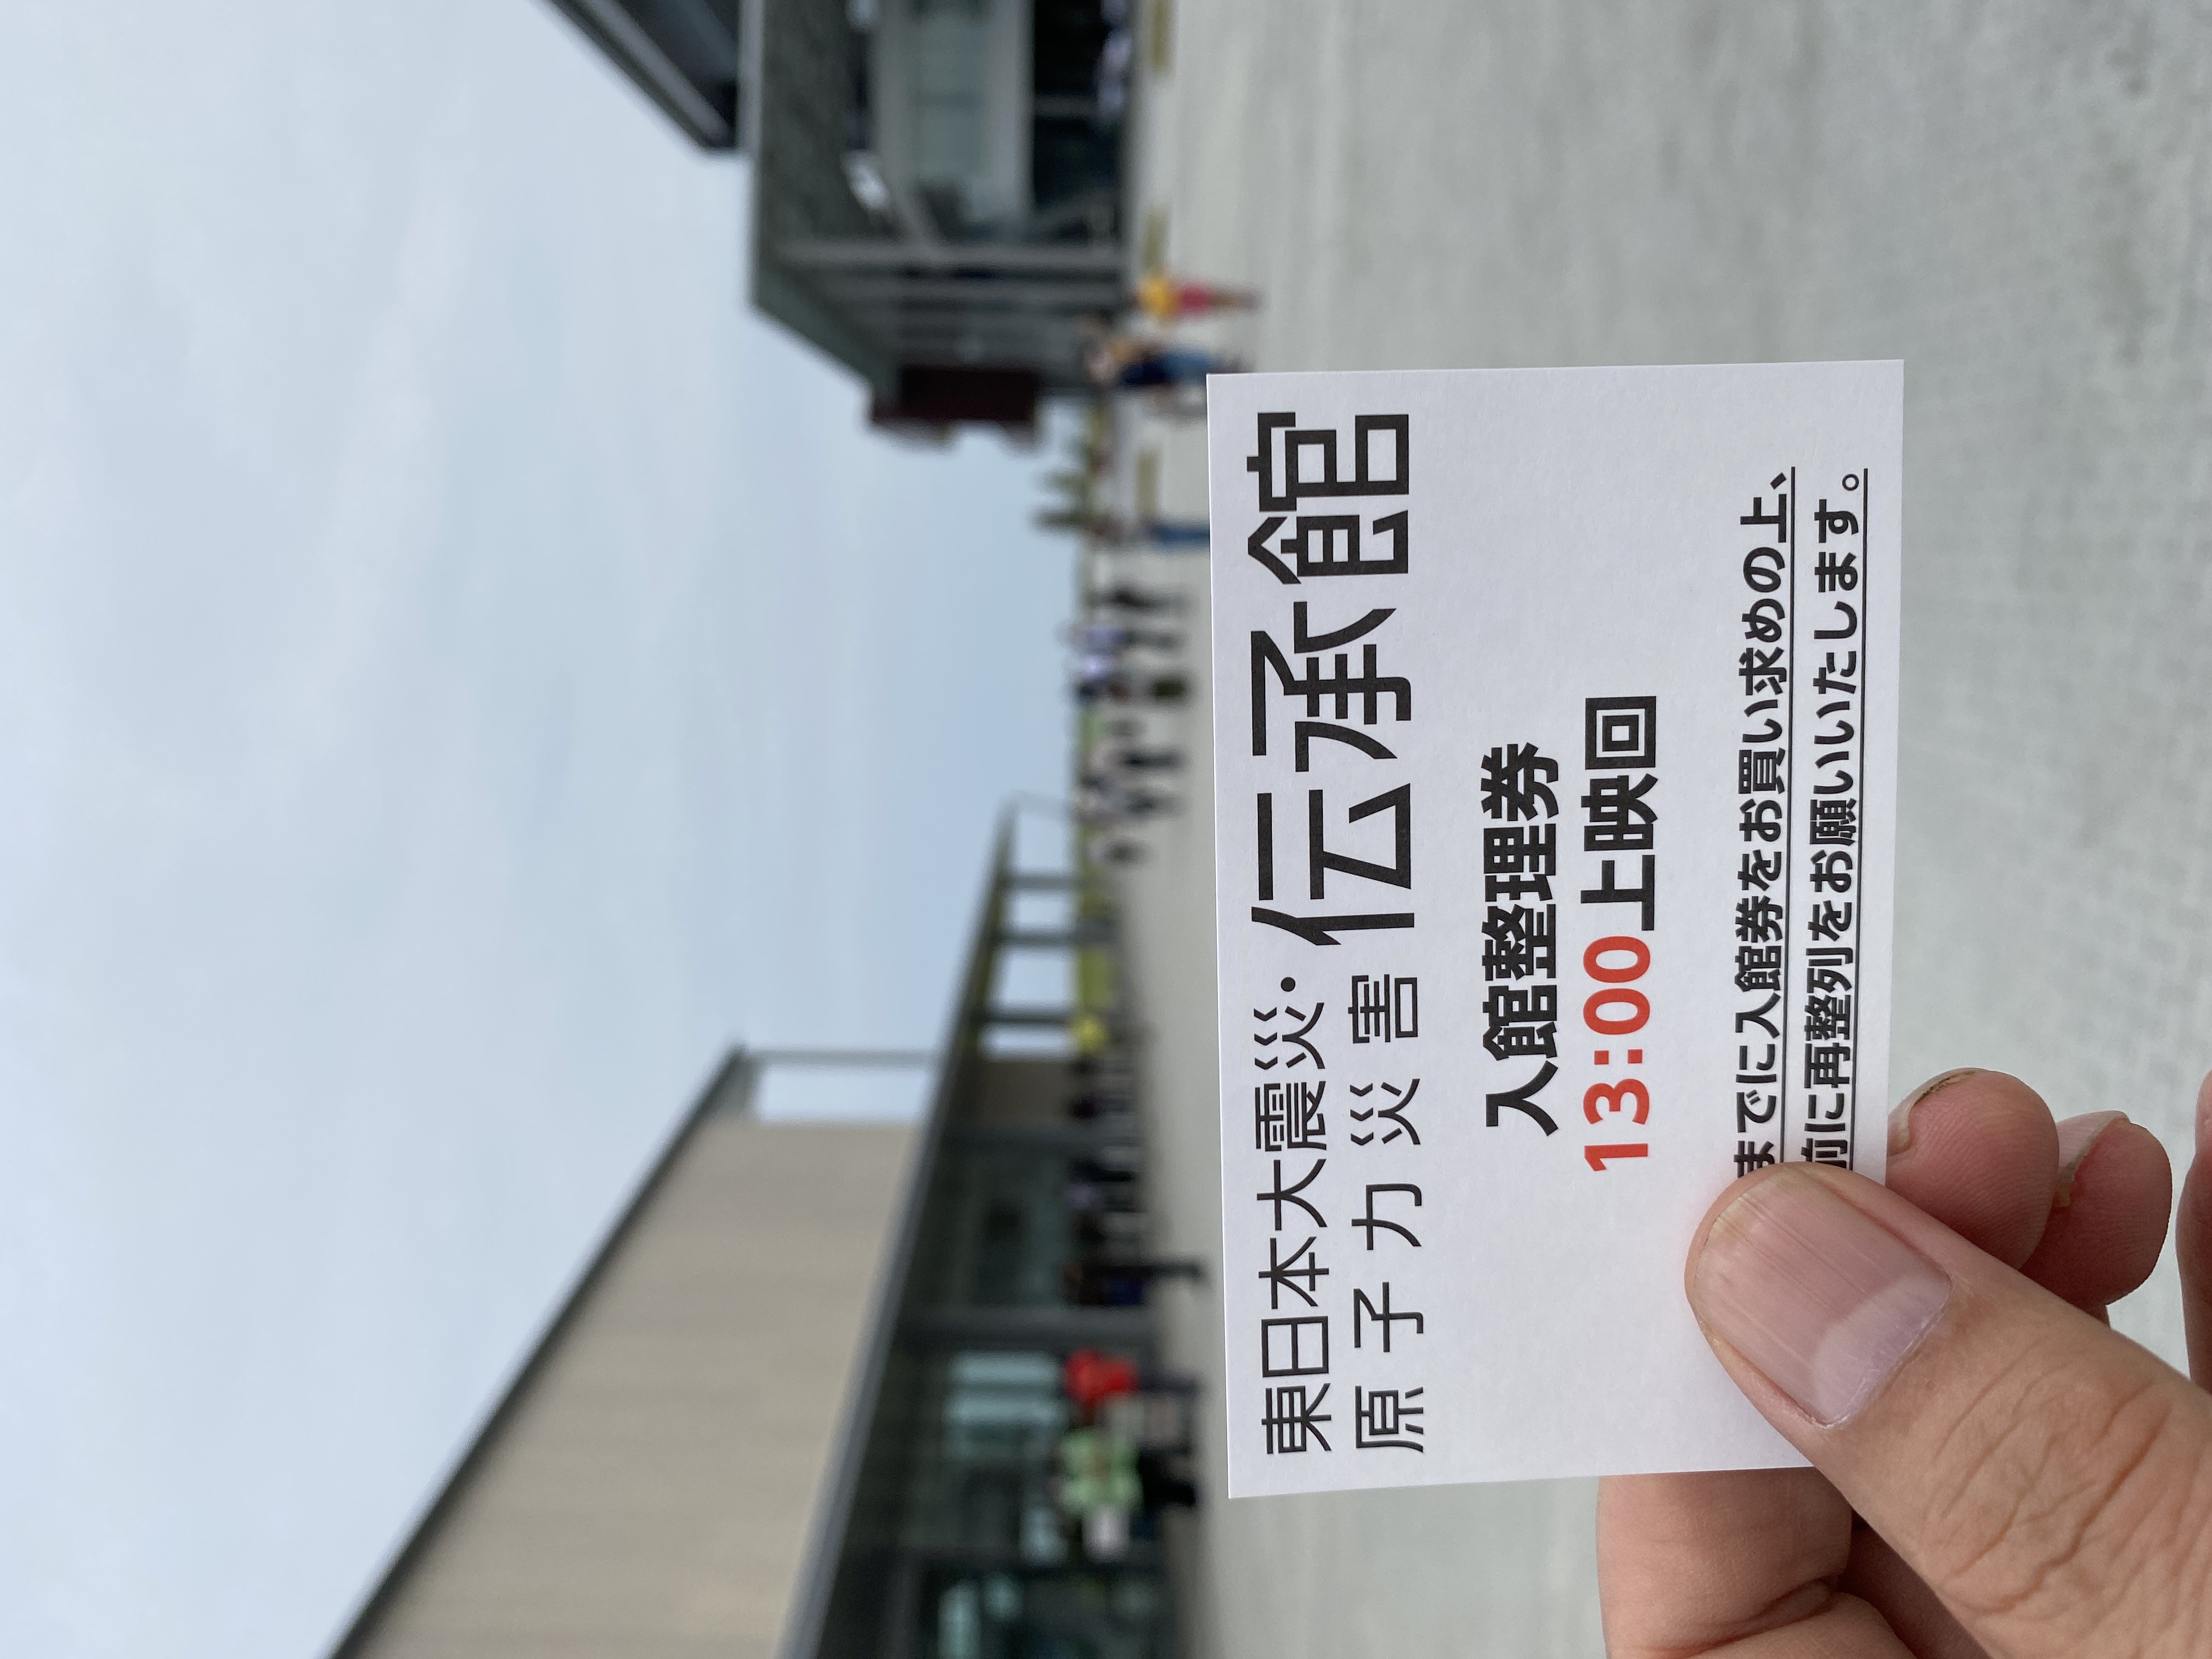 東日本大震災・
原子力災害
伝承館
入館整理券
13:00上映回
までに入館券をお買い求めの上、
前に再整列をお願いいたします。